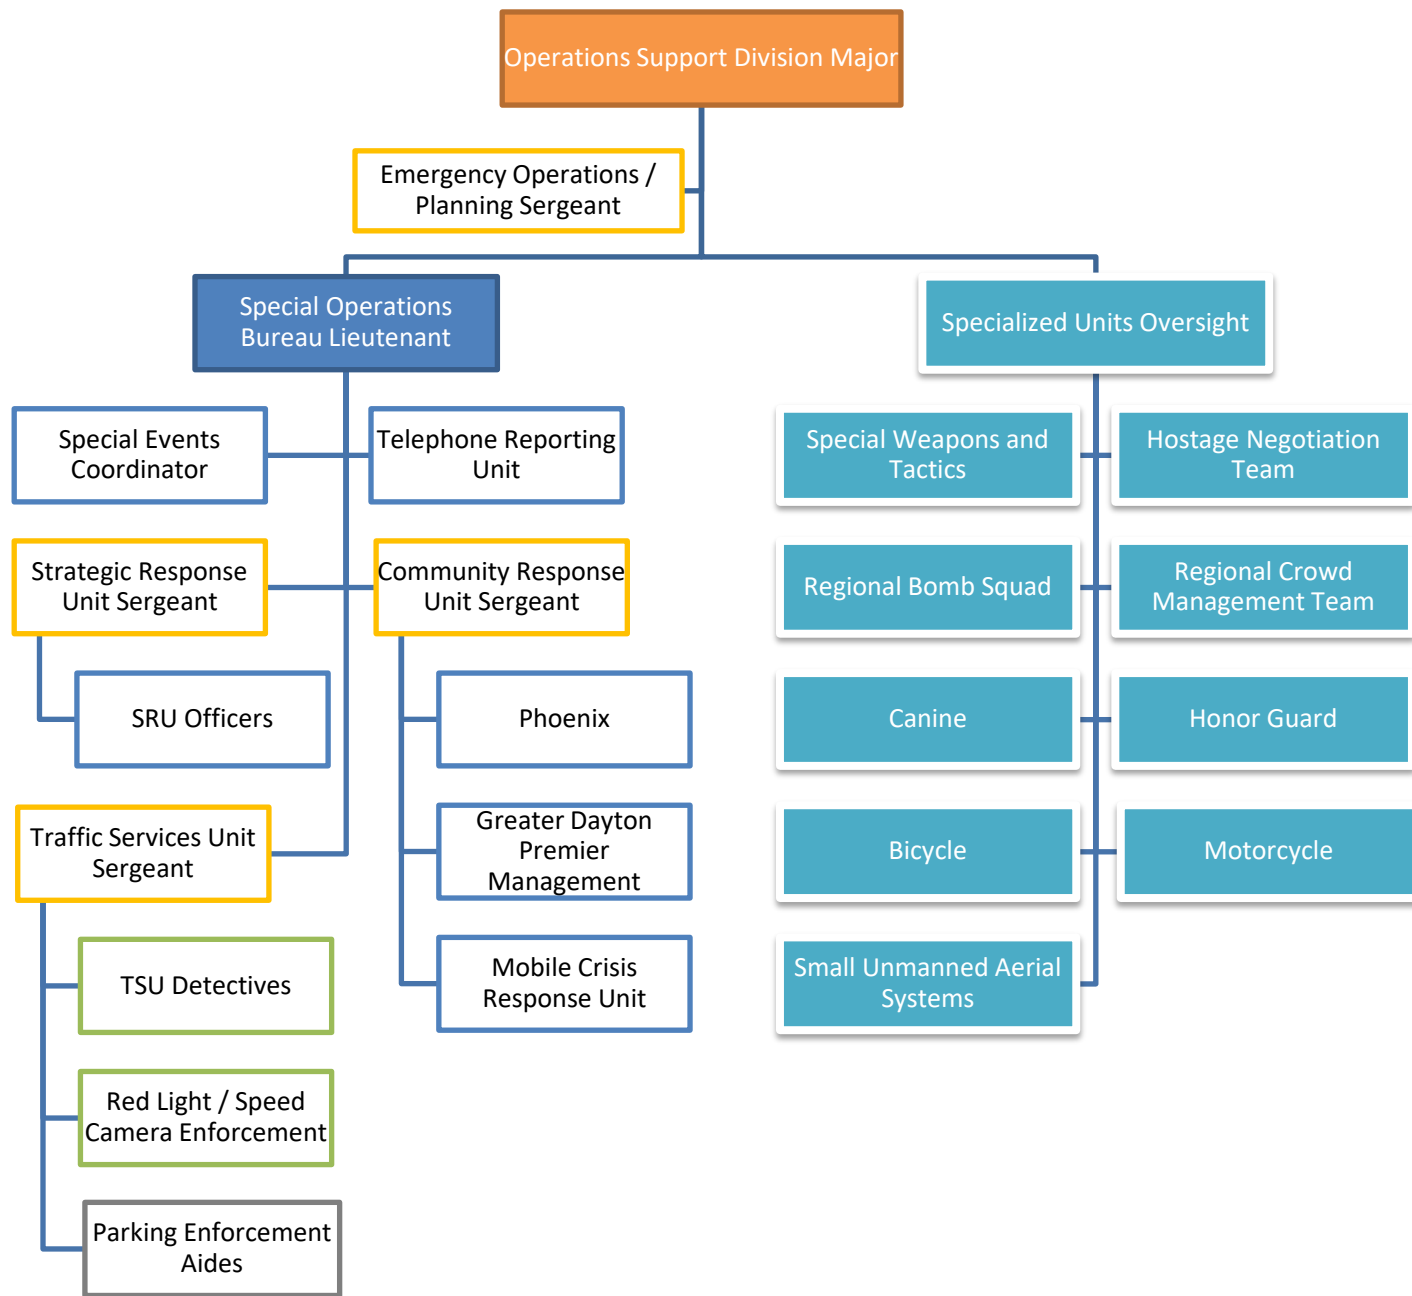 Operations Support Division Major
Emergency Operations /
Planning Sergeant
Special Operations
Bureau Lieutenant
Specialized Units Oversight
Special Events
Coordinator
Telephone Reporting
Unit
Special Weapons and
Tactics
Hostage Negotiation
Team
Strategic Response
Unit Sergeant
Community Response
Unit Sergeant
Regional Bomb Squad
Regional Crowd
Management Team
SRU Officers
Phoenix
Canine
Honor Guard
Traffic Services Unit
Sergeant
Greater Dayton
Premier
Management
Bicycle
Motorcycle
TSU Detectives
Mobile Crisis
Response Unit
Small Unmanned Aerial
Systems
Red Light / Speed
Camera Enforcement
Parking Enforcement
Aides